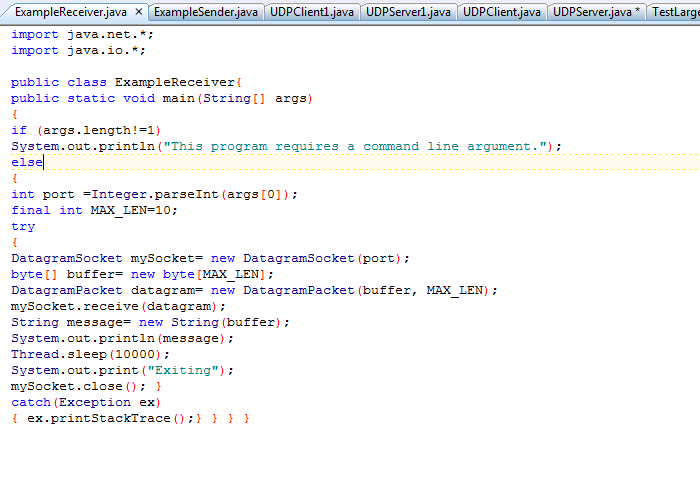 ExampleReceiver.java × ExampleSender.java UDPClient1.java UDPServer1.java UDPClient.java UDPServer.java * TestLarge
import java.net.*;
import java.io.*;
public class ExampleReceiver{
public static void main(String[] args)
{
if (args.length!=1)
System.out.println("This program requires a command line argument.");
else
{
int port =Integer.parseInt(args[0]);
final int MAX_LEN=10;
try
{
DatagramSocket mySocket= new DatagramSocket(port);
byte[] buffer= new byte[MAX_LEN];
DatagramPacket datagram= new DatagramPacket(buffer, MAX_LEN);
mySocket.receive(datagram);
String message= new String(buffer);
System.out.println(message);
Thread.sleep(10000);
System.out.print("Exiting");
mySocket.close(); }
catch(Exception ex)
{ ex.printStackTrace();} } } }